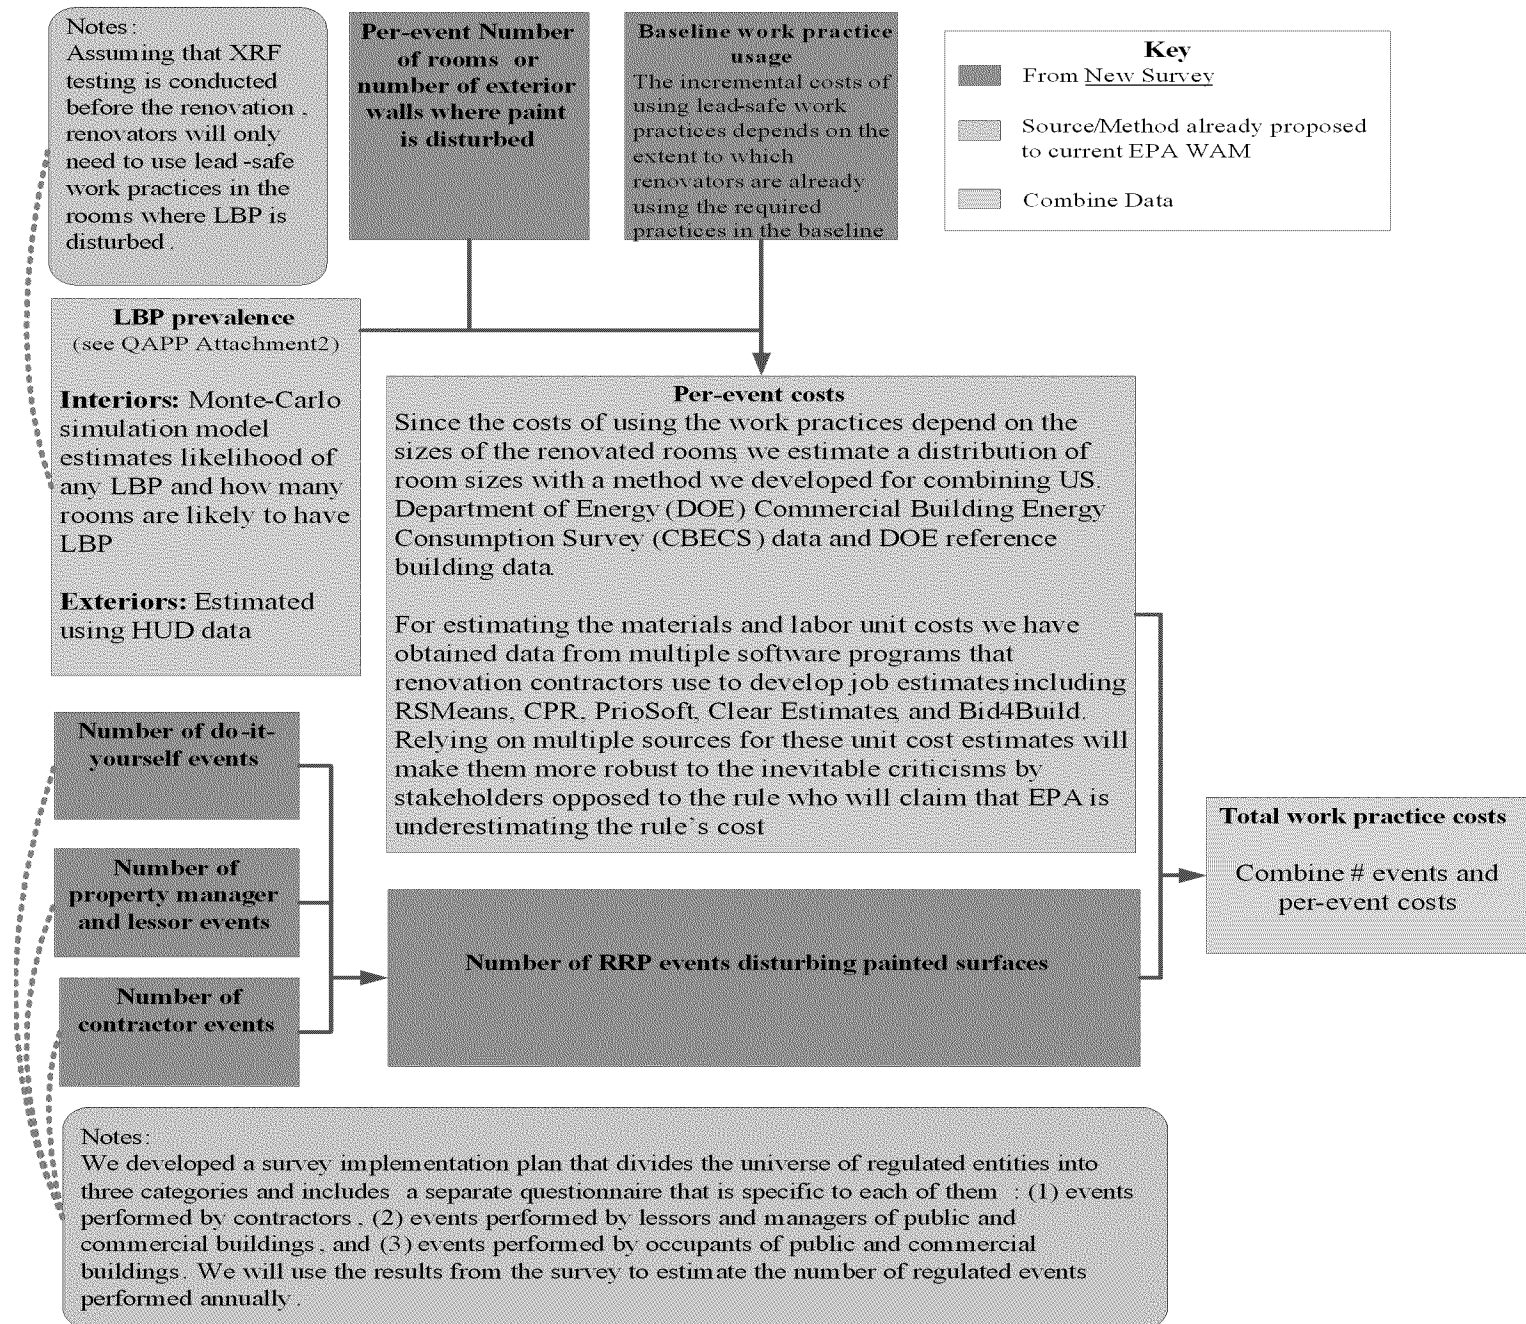 Notes:
Assuming that XRF
testing is conducted
before the renovation,
renovators will only
need to use lead-safe
work practices in the
rooms where LBP is
disturbed.
Per-event Number
of rooms or
number of exterior
walls where paint
is disturbed
Baseline work practice
usage
The incremental costs of
using lead-safe work
practices depends on the
extent to which
renovators are already
using the required
practices in the baseline
Key
From New Survey
Source/Method already proposed
to current EPA WAM
Combine Data
LBP prevalence
(see QAPP Attachment2)
Interiors: Monte-Carlo
simulation model
estimates likelihood of
any LBP and how many
rooms are likely to have
LBP
Exteriors: Estimated
using HUD data
Per-event costs
Since the costs of using the work practices depend on the
sizes of the renovated rooms, we estimate a distribution of
room sizes with a method we developed for combining US.
Department of Energy (DOE) Commercial Building Energy
Consumption Survey (CBECS) data and DOE reference
building data.
For estimating the materials and labor unit costs we have
obtained data from multiple software programs that
renovation contractors use to develop job estimates including
RSMeans, CPR, PrioSoft, Clear Estimates, and Bid4Build.
Relying on multiple sources for these unit cost estimates will
make them more robust to the inevitable criticisms by
stakeholders opposed to the rule who will claim that EPA is
underestimating the rule's cost
Number of do-it-
yourself events
Number of
property manager
and lessor events
Number of
contractor events
Number of RRP events disturbing painted surfaces
Total work practice costs
Combine # events and
per-event costs
Notes:
We developed a survey implementation plan that divides the universe of regulated entities into
three categories and includes a separate questionnaire that is specific to each of them : (1) events
performed by contractors, (2) events performed by lessors and managers of public and
commercial buildings, and (3) events performed by occupants of public and commercial
buildings. We will use the results from the survey to estimate the number of regulated events
performed annually.